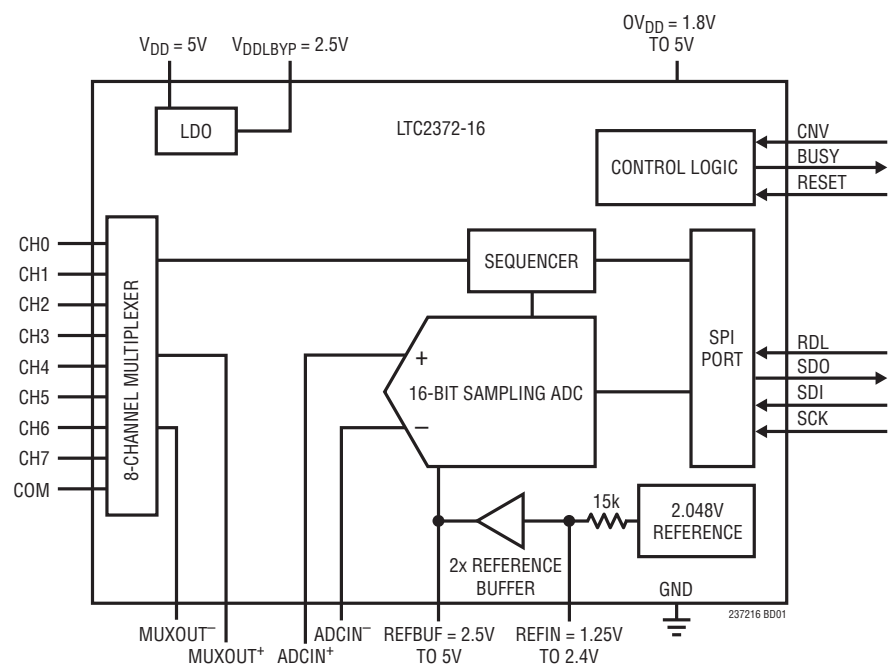 OVDD = 1.8V
TO 5V
VDD = 5V
VDDLBYP = 2.5V
LDO
LTC2372-16
CONTROL LOGIC
CNV
BUSY
RESET
CH0
CH1
CH2
CH3
CH4
CH5
CH6
CH7
COM
8-CHANNEL MULTIPLEXER
SEQUENCER
SPI
PORT
RDL
SDO
SDI
SCK
+
16-BIT SAMPLING ADC
–
15k
2.048V
REFERENCE
2x REFERENCE
BUFFER
GND
237216 BD01
MUXOUT–
MUXOUT+
ADCIN+
ADCIN–
REFBUF = 2.5V
TO 5V
REFIN = 1.25V
TO 2.4V